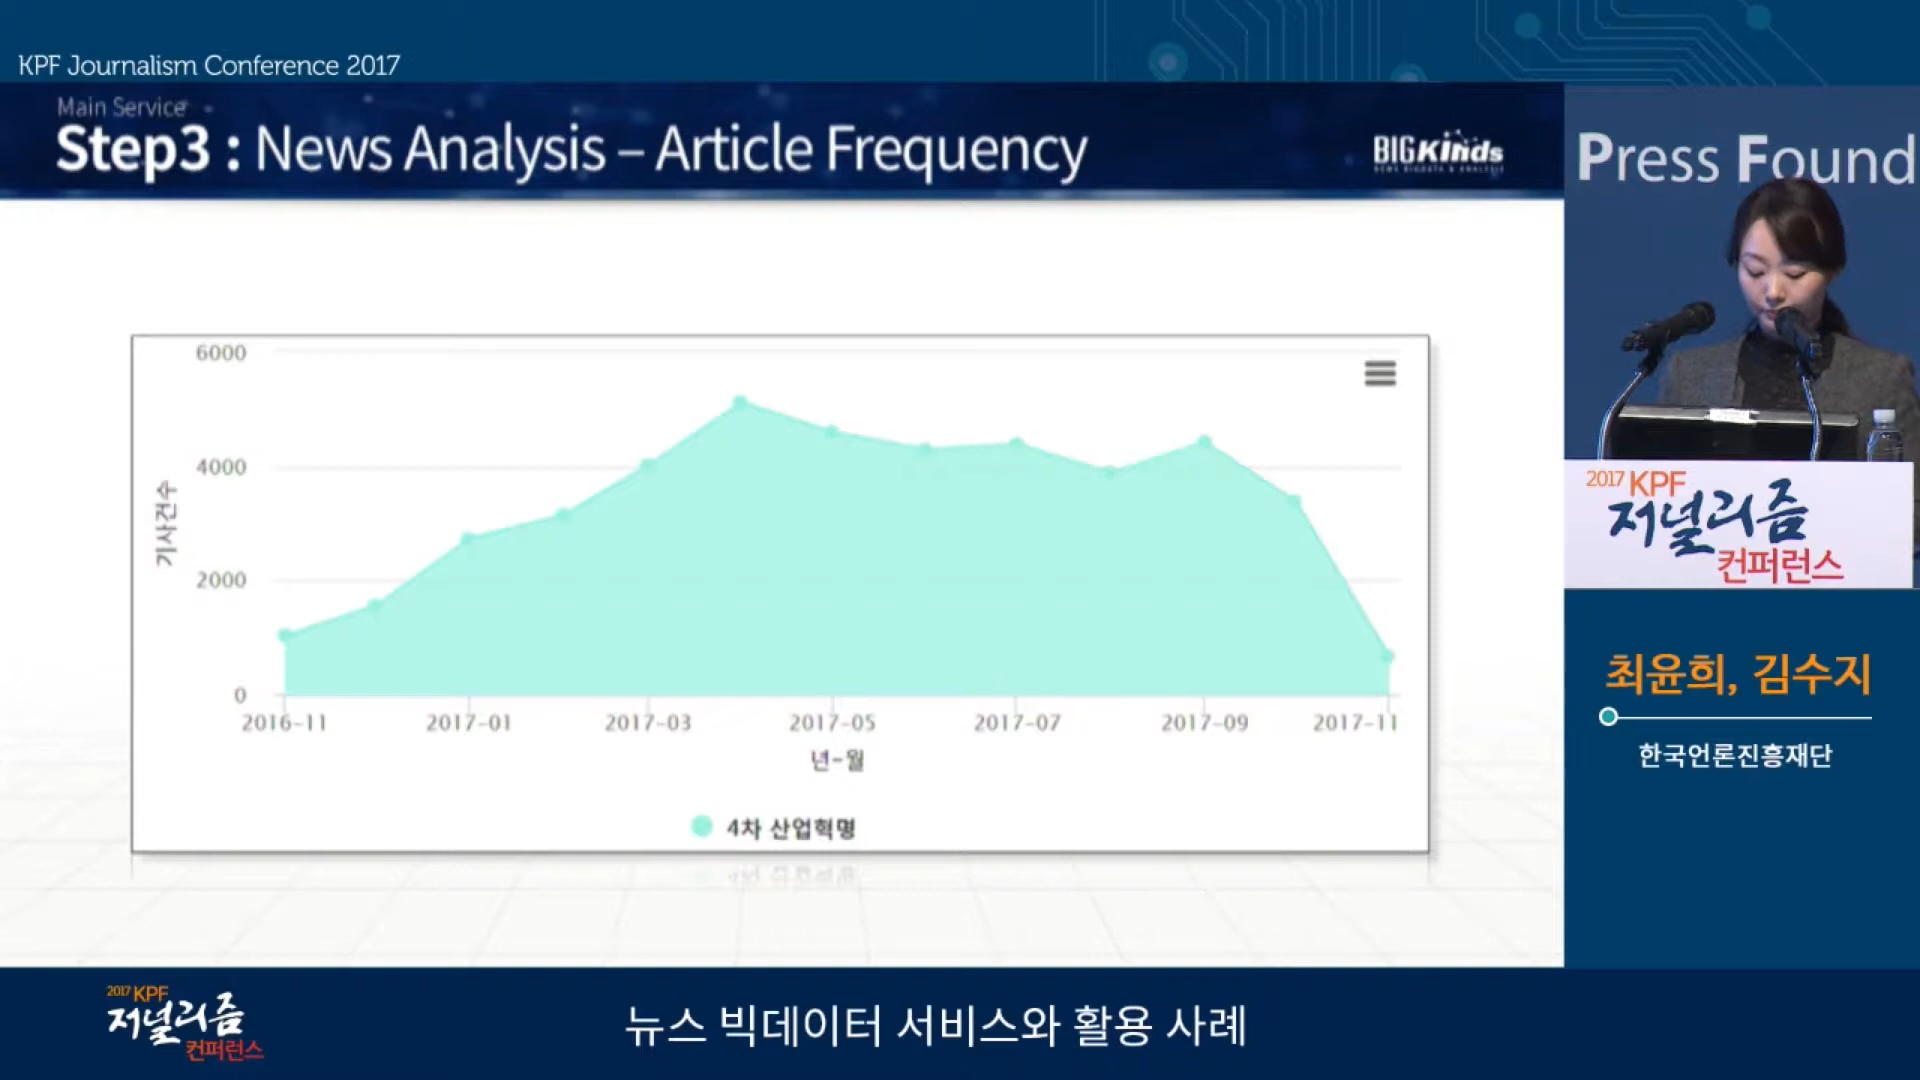 KPF Journalism Conference 2017
Main Service
Step3 : News Analysis – Article Frequency
BIGKinds
NEWS BIGDATA & ANALYSIS
6000
4000
2000
0
기사건수
2016-11
2017-01
2017-03
2017-05
2017-07
2017-09
2017-11
년-월
4차 산업혁명
Press Found
2017 KPF
저널리즘
컨퍼런스
최윤희, 김수지
한국언론진흥재단
2017 KPF
저널리즘
컨퍼런스
뉴스 빅데이터 서비스와 활용 사례